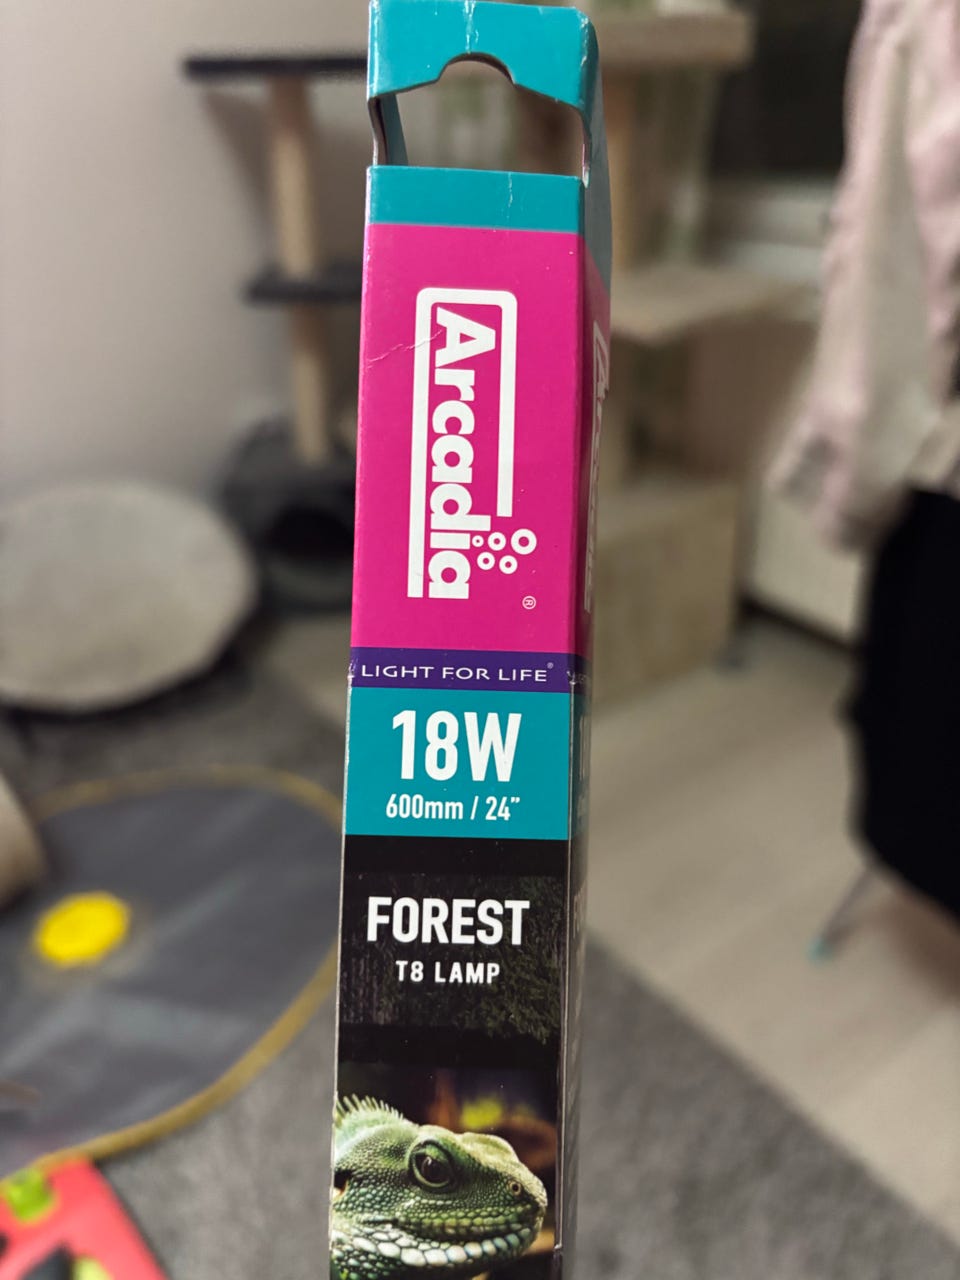 Arcadia
®
LIGHT FOR LIFE®
18W
600mm / 24”
FOREST
T8 LAMP